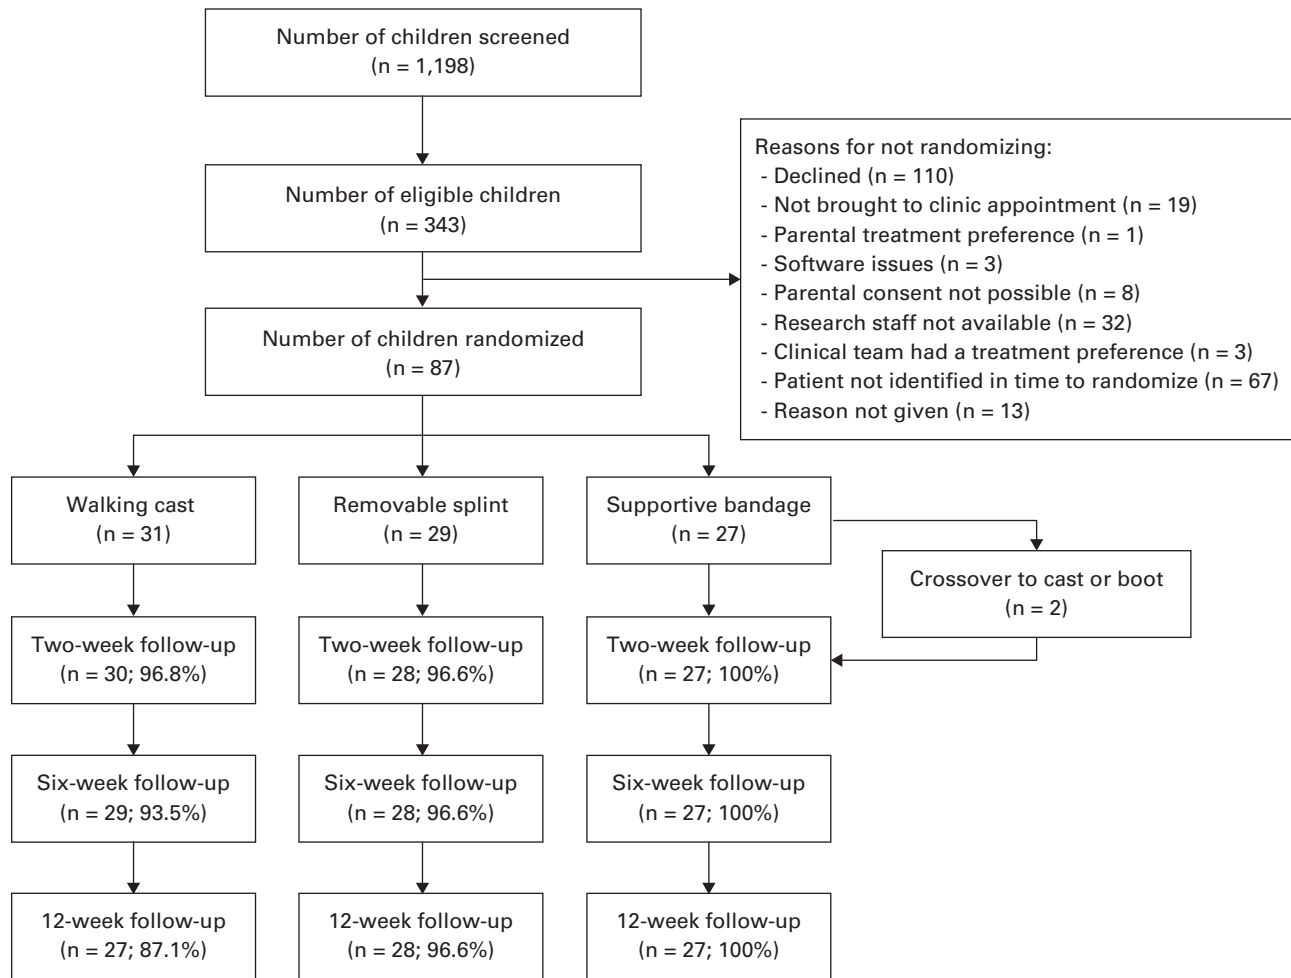 Number of children screened
(n = 1,198)
Number of eligible children
(n = 343)
Reasons for not randomizing:
- Declined (n = 110)
- Not brought to clinic appointment (n = 19)
- Parental treatment preference (n = 1)
- Software issues (n = 3)
- Parental consent not possible (n = 8)
- Research staff not available (n = 32)
- Clinical team had a treatment preference (n = 3)
- Patient not identified in time to randomize (n = 67)
- Reason not given (n = 13)
Number of children randomized
(n = 87)
Walking cast
(n = 31)
Removable splint
(n = 29)
Supportive bandage
(n = 27)
Crossover to cast or boot
(n = 2)
Two-week follow-up
(n = 30; 96.8%)
Two-week follow-up
(n = 28; 96.6%)
Two-week follow-up
(n = 27; 100%)
Six-week follow-up
(n = 29; 93.5%)
Six-week follow-up
(n = 28; 96.6%)
Six-week follow-up
(n = 27; 100%)
12-week follow-up
(n = 27; 87.1%)
12-week follow-up
(n = 28; 96.6%)
12-week follow-up
(n = 27; 100%)